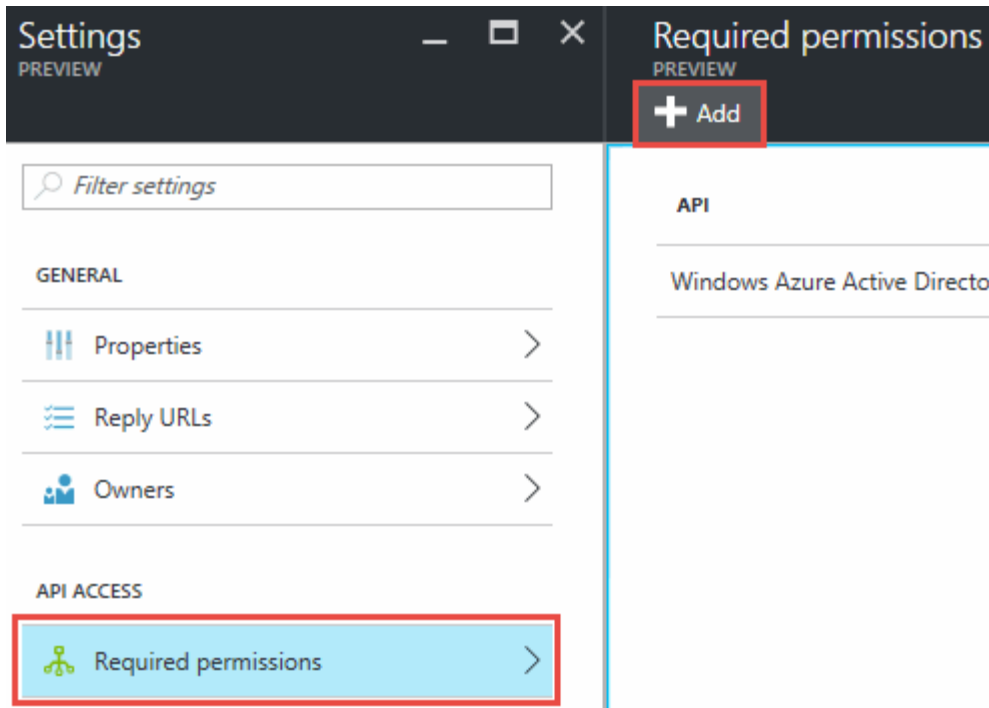 Settings
PREVIEW
Filter settings
GENERAL
Properties
Reply URLs
Owners
API ACCESS
Required permissions
Required permissions
PREVIEW
Add
API
Windows Azure Active Directo